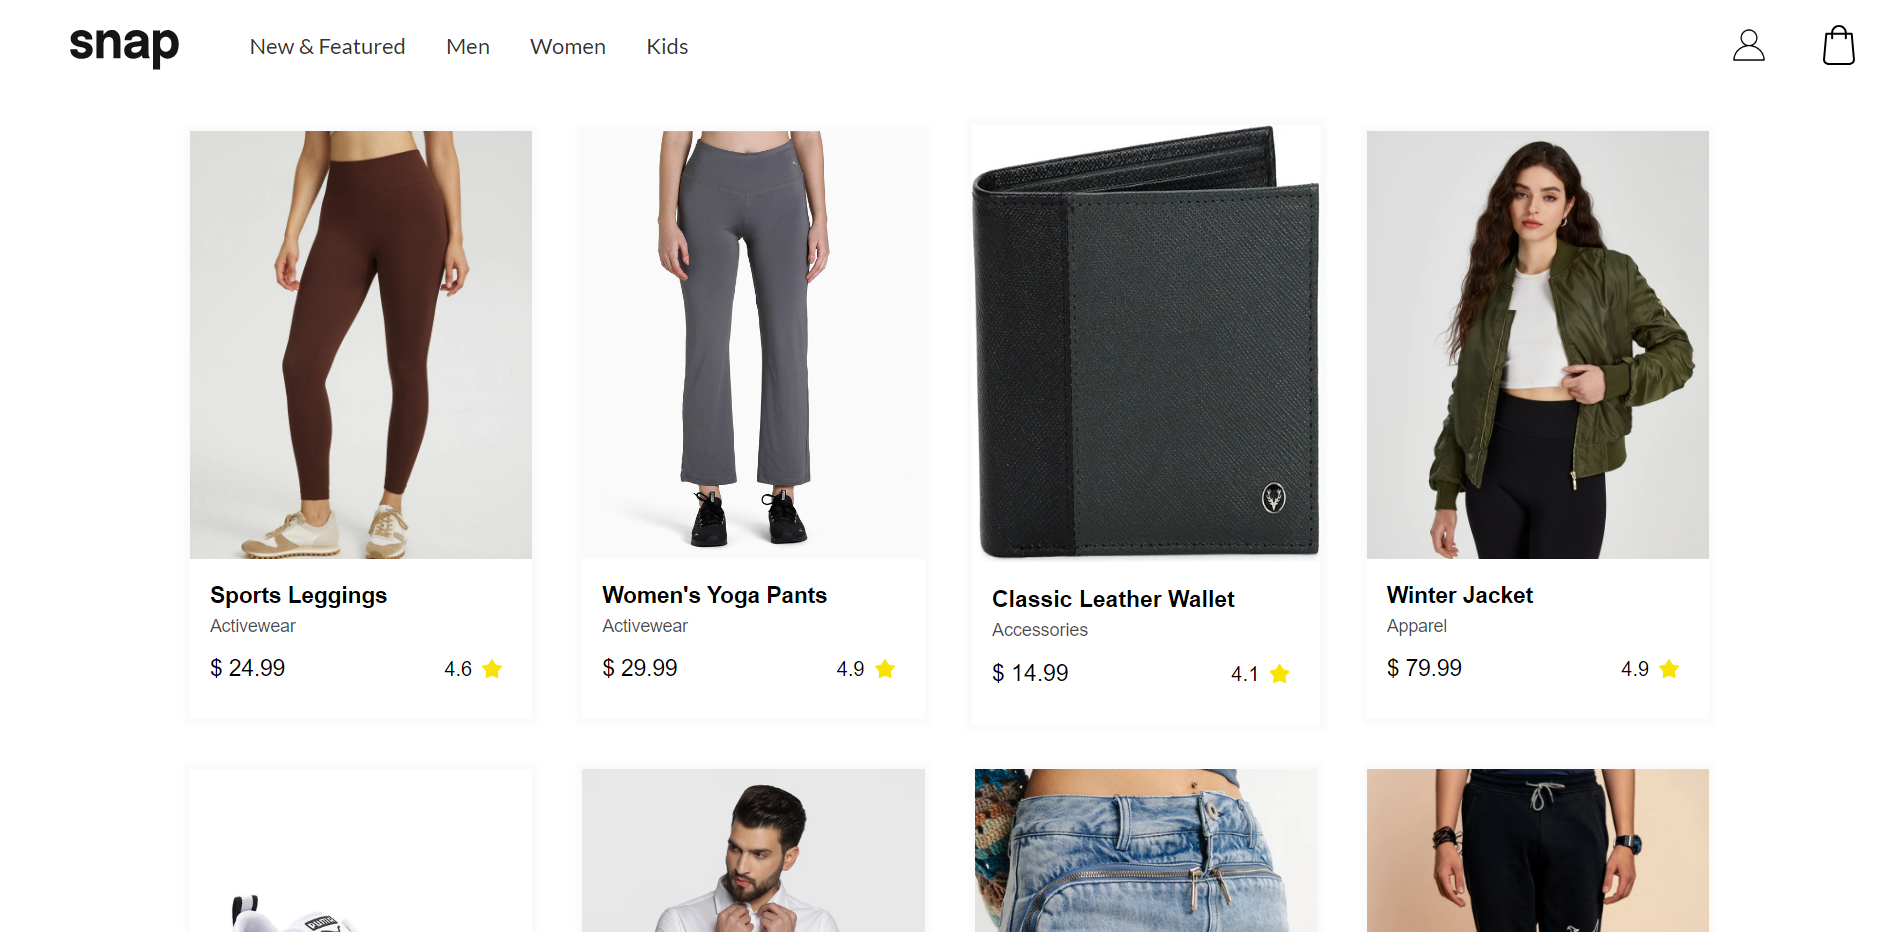 snap
New & Featured
Men
Women
Kids
Sports Leggings
Activewear
$ 24.99
4.6
Women's Yoga Pants
Activewear
$ 29.99
4.9
Classic Leather Wallet
Accessories
$ 14.99
4.1
Winter Jacket
Apparel
$ 79.99
4.9
PUMA